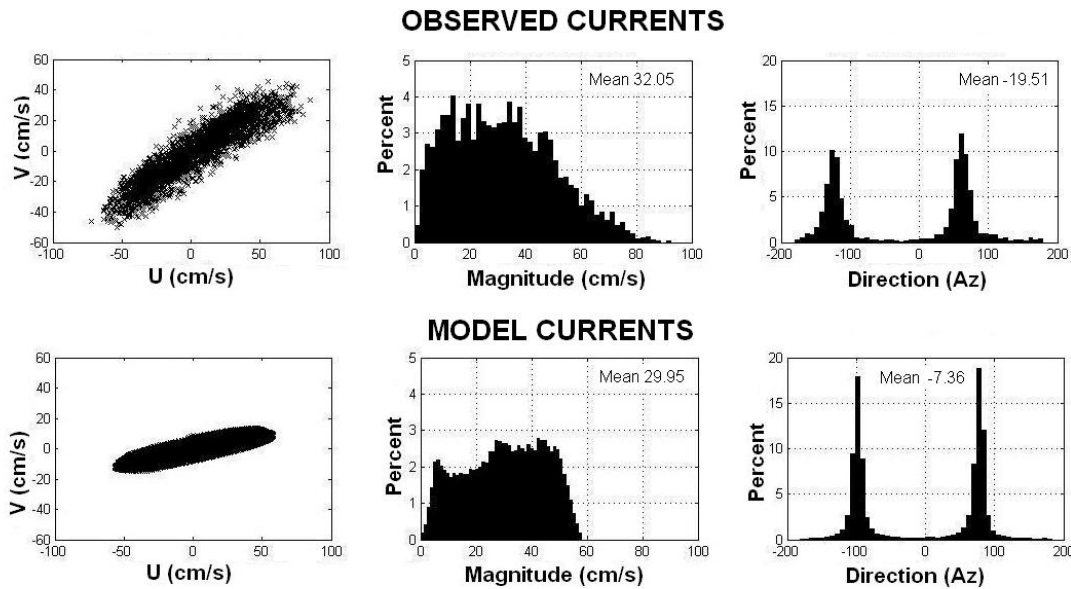 OBSERVED CURRENTS
60
40
20
0
-20
-40
-60
V (cm/s)
-100 -50 0 50 100
U (cm/s)
5
4
3
2
1
0
Percent
Mean 32.05
0 20 40 60 80 100
Magnitude (cm/s)
20
15
10
5
0
Percent
Mean -19.51
-200 -100 0 100 200
Direction (Az)
MODEL CURRENTS
60
40
20
0
-20
-40
-60
V (cm/s)
-100 -50 0 50 100
U (cm/s)
5
4
3
2
1
0
Percent
Mean 29.95
0 20 40 60 80 100
Magnitude (cm/s)
20
15
10
5
0
Percent
Mean -7.36
-200 -100 0 100 200
Direction (Az)